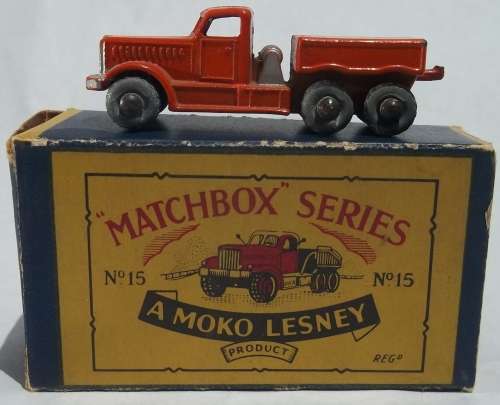 "MATCHBOX" SERIES
Nº15 Nº15
A MOKO LESNEY
PRODUCT
REGD